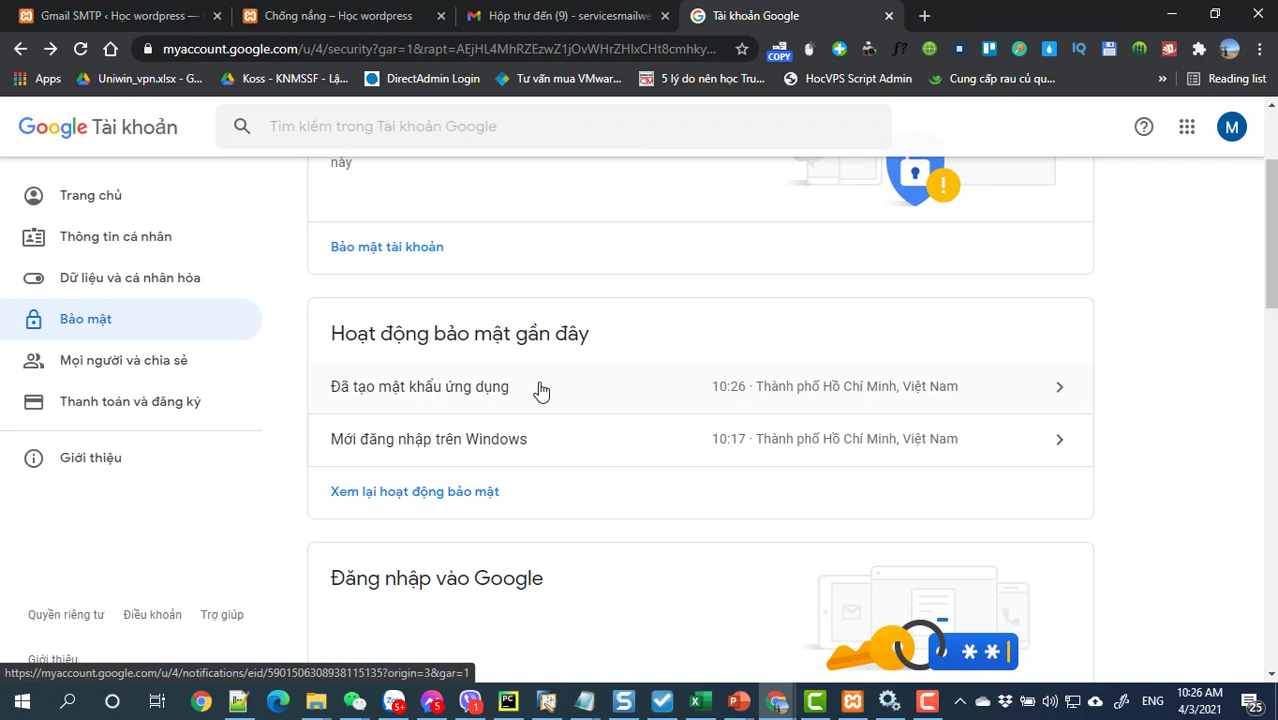 Gmail SMTP ‹ Học wordpress —
Chống nắng – Học wordpress
Hộp thư đến (9) - servicesmailwe
Tài khoản Google
myaccount.google.com/u/4/security?gar=1&rapt=AEjHL4MhRZEzwZ1jOvWHrZHlxCHt8cmhky...
COPY
Apps
Uniwin_vpn.xlsx - G...
Koss - KNMSSF - Lậ...
DirectAdmin Login
Tư vấn mua VMwar...
5 lý do nên học Tru...
HocVPS Script Admin
Cung cấp rau củ qu...
Reading list
Google Tài khoản
Tìm kiếm trong Tài khoản Google
M
này
Trang chủ
Thông tin cá nhân
Dữ liệu và cá nhân hóa
Bảo mật
Mọi người và chia sẻ
Thanh toán và đăng ký
Giới thiệu
Bảo mật tài khoản
Hoạt động bảo mật gần đây
Đã tạo mật khẩu ứng dụng 10:26 · Thành phố Hồ Chí Minh, Việt Nam
Mới đăng nhập trên Windows 10:17 · Thành phố Hồ Chí Minh, Việt Nam
Xem lại hoạt động bảo mật
Đăng nhập vào Google
Quyền riêng tư Điều khoản Trợ giúp
Giới thiệu
https://myaccount.google.com/u/4/notifications/eid/5901506308938115135?origin=3&gar=1
ENG
10:26 AM
4/3/2021
25